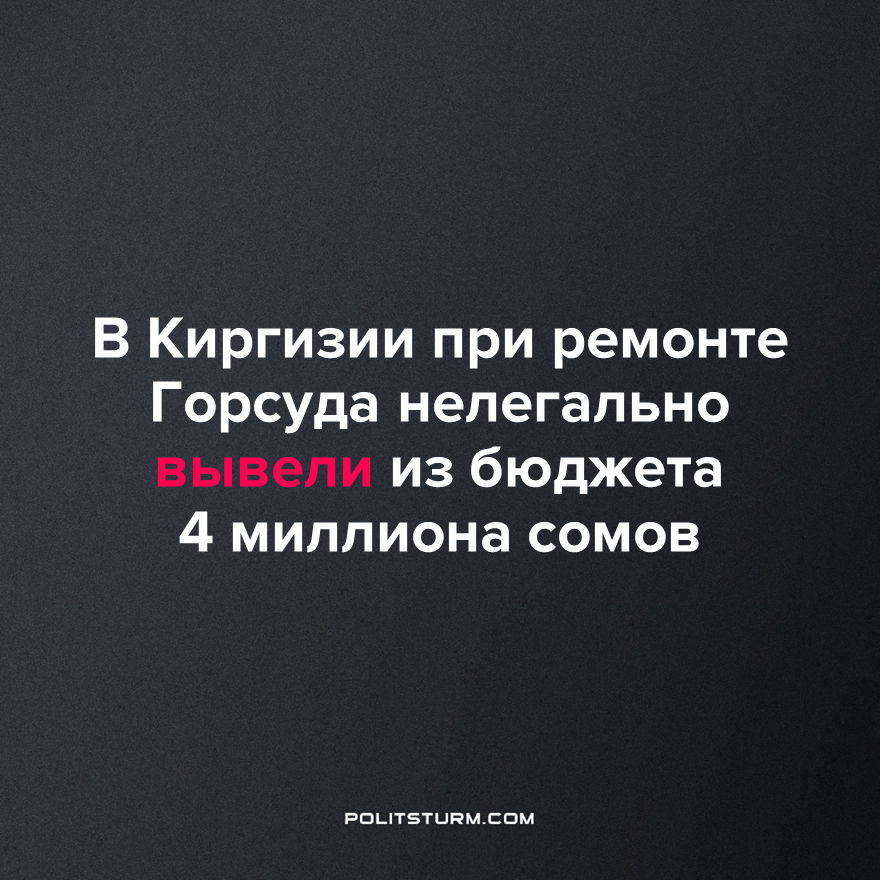 В Киргизии при ремонте
Горсуда нелегально
вывели из бюджета
4 миллиона сомов
POLITSTURM.COM